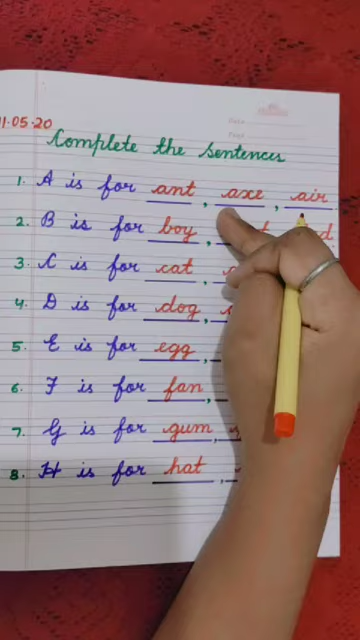 11.05.20
Complete the Sentences
1. A is for ant, axe, air.
2. B is for boy,
3. C is for cat,
4. D is for dog,
5. E is for egg,
6. F is for fan,
7. G is for gum,
8. H is for hat,